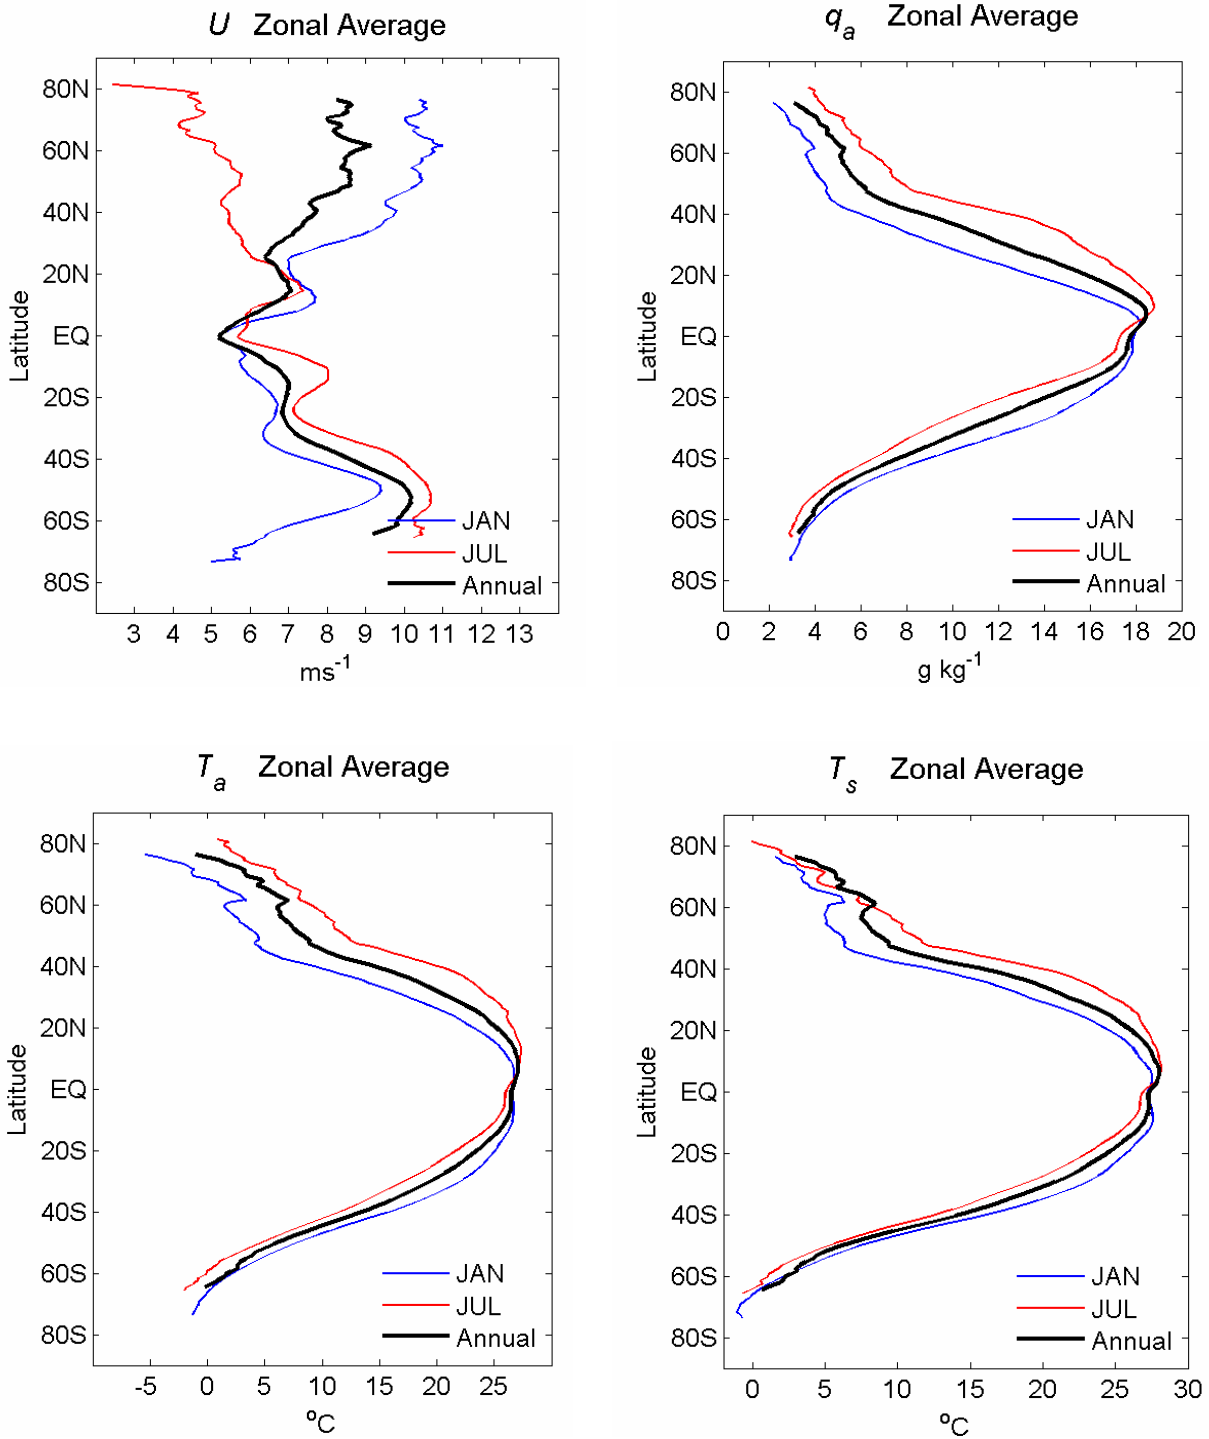 U Zonal Average
80N
60N
40N
20N
EQ
20S
40S
60S
80S
Latitude
JAN
JUL
Annual
3 4 5 6 7 8 9 10 11 12 13
ms-1
qa Zonal Average
80N
60N
40N
20N
EQ
20S
40S
60S
80S
Latitude
JAN
JUL
Annual
0 2 4 6 8 10 12 14 16 18 20
g kg-1
Ta Zonal Average
80N
60N
40N
20N
EQ
20S
40S
60S
80S
Latitude
JAN
JUL
Annual
-5 0 5 10 15 20 25
ºC
Ts Zonal Average
80N
60N
40N
20N
EQ
20S
40S
60S
80S
Latitude
JAN
JUL
Annual
0 5 10 15 20 25 30
ºC